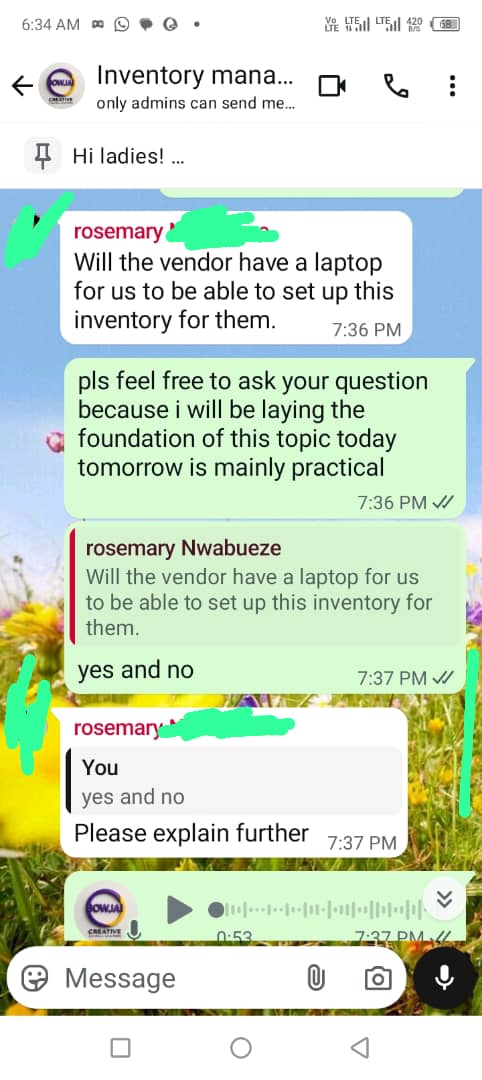 6:34 AM
Vo LTE LTE LTE 420 B/S 68
Inventory mana...
only admins can send me...
Hi ladies! ...
rosemary
Will the vendor have a laptop
for us to be able to set up this
inventory for them.
7:36 PM
pls feel free to ask your question
because i will be laying the
foundation of this topic today
tomorrow is mainly practical
7:36 PM
rosemary Nwabueze
Will the vendor have a laptop for us
to be able to set up this inventory for
them.
yes and no
7:37 PM
rosemary
You
yes and no
Please explain further
7:37 PM
BOWJAI
CREATIVE
0:53
7:37 PM
Message